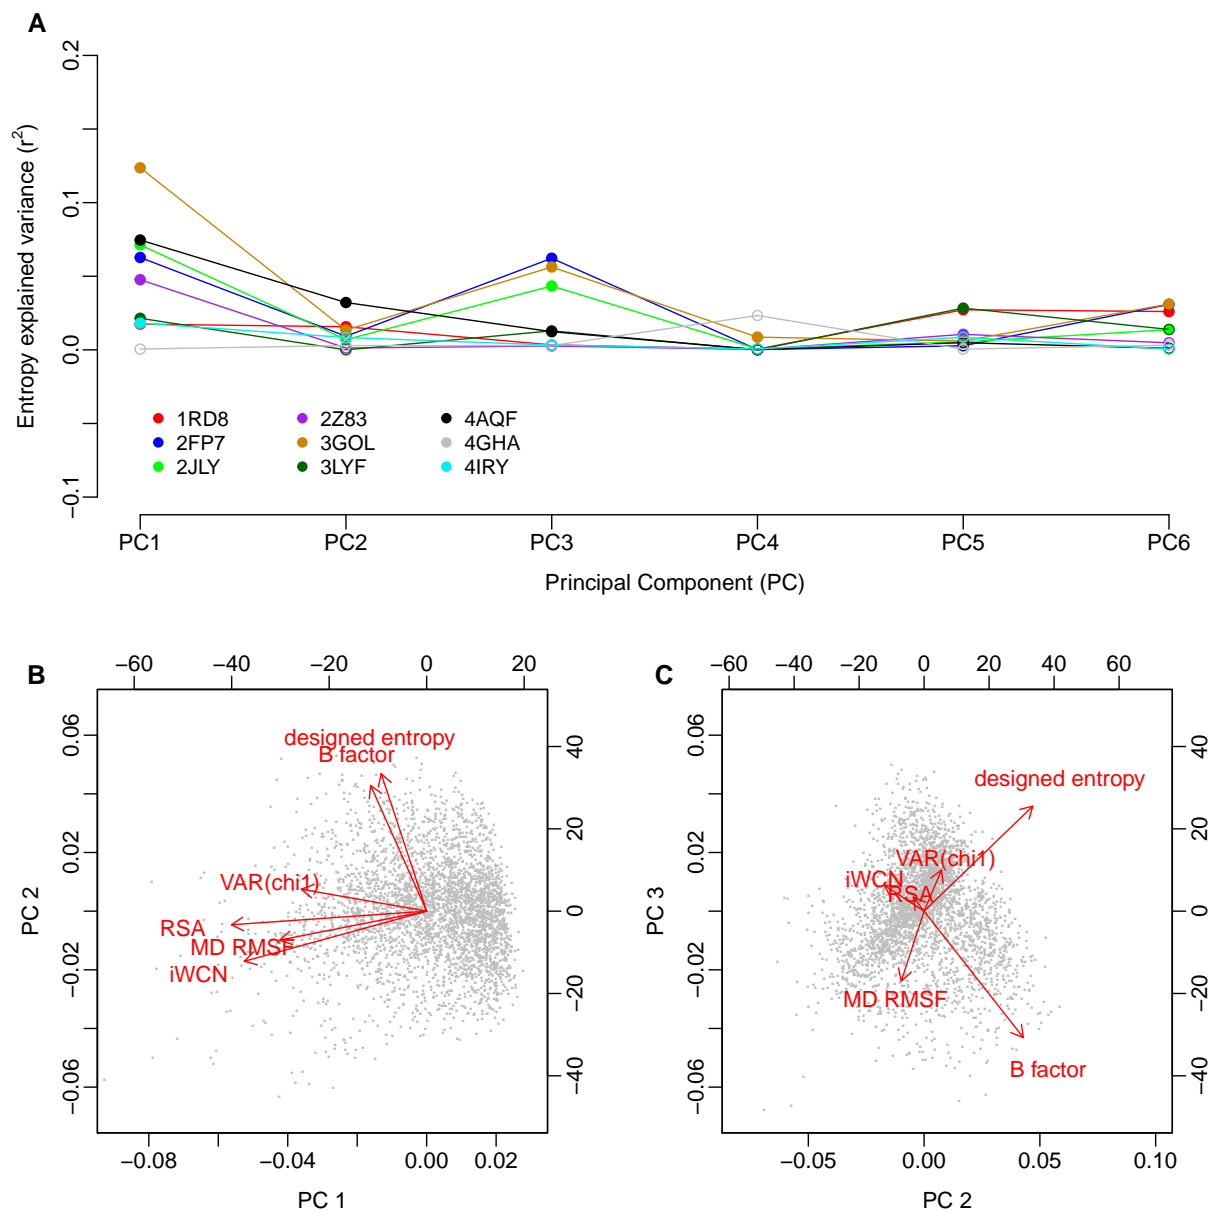 A
Entropy explained variance (r²)
0.2
0.1
0.0
−0.1
1RD8 2Z83 4AQF
2FP7 3GOL 4GHA
2JLY 3LYF 4IRY
PC1 PC2 PC3 PC4 PC5 PC6
Principal Component (PC)
B
−60 −40 −20 0 20
PC 2
0.06
0.02
−0.02
−0.06
40
20
0
−20
−40
designed entropy
B factor
VAR(chi1)
RSA
MD RMSF
iWCN
−0.08 −0.04 0.00 0.02
PC 1
C
−60 −40 −20 0 20 40 60
PC 3
0.06
0.02
−0.02
−0.06
40
20
0
−20
−40
designed entropy
VAR(chi1)
iWCN
RSA
MD RMSF
B factor
−0.05 0.00 0.05 0.10
PC 2